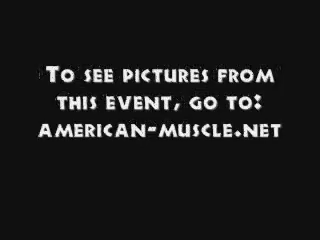 To see pictures from
this event, go to:
american-muscle.net